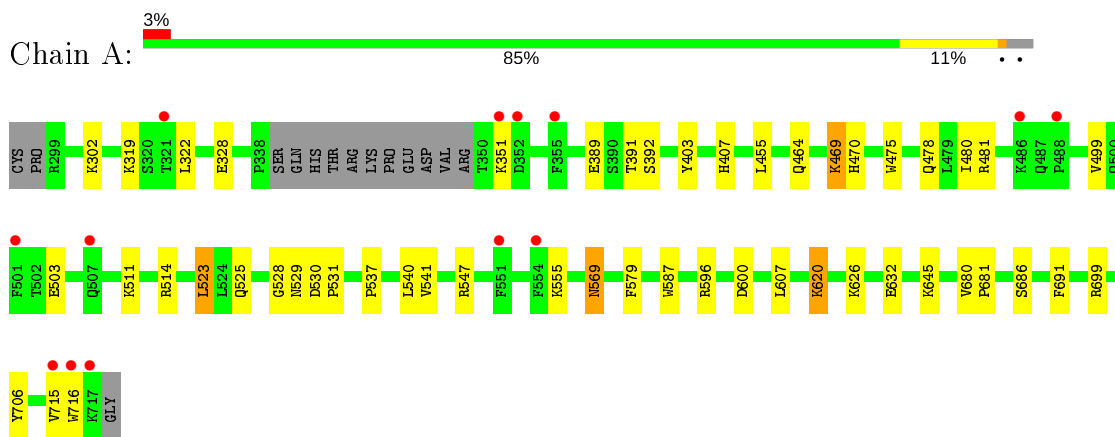 3%
Chain A:
85% 11%
CYS PRO R299 K302 K319 S320 T321 L322 E328 P338 SER GLN HIS THR ARG LYS PRO GLU ASP VAL ARG T350 K351 D352 F355 E389 S390 T391 S392 Y403 H407 L455 Q464 K469 H470 W475 Q478 L479 I480 R481 K486 Q487 P488 V499 Q500
F501 T502 E503 Q507 K511 R514 L523 L524 Q525 G528 N529 D530 P531 P537 L540 V541 R547 F551 F554 K555 N569 F579 W587 R596 D600 L607 K620 K626 E632 K645 V680 P681 S686 F691 R699
Y706 V715 W716 K717 GLY